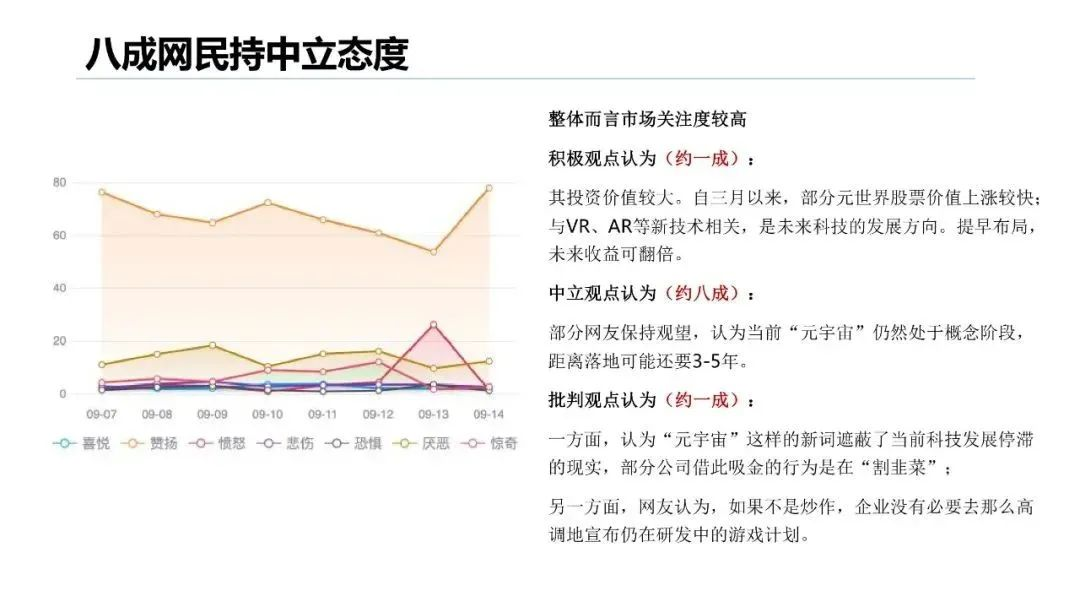 八成网民持中立态度
整体而言市场关注度较高
积极观点认为（约一成）：
其投资价值较大。自三月以来，部分元世界股票价值上涨较快；
与VR、AR等新技术相关，是未来科技的发展方向。提早布局，
未来收益可翻倍。
中立观点认为（约八成）：
部分网友保持观望，认为当前“元宇宙”仍然处于概念阶段，
距离落地可能还要3-5年。
批判观点认为（约一成）：
一方面，认为“元宇宙”这样的新词遮蔽了当前科技发展停滞
的现实，部分公司借此吸金的行为是在“割韭菜”；
另一方面，网友认为，如果不是炒作，企业没有必要去那么高
调地宣布仍在研发中的游戏计划。
80
60
40
20
0
09-07 09-08 09-09 09-10 09-11 09-12 09-13 09-14
喜悦 赞扬 愤怒 悲伤 恐惧 厌恶 惊奇